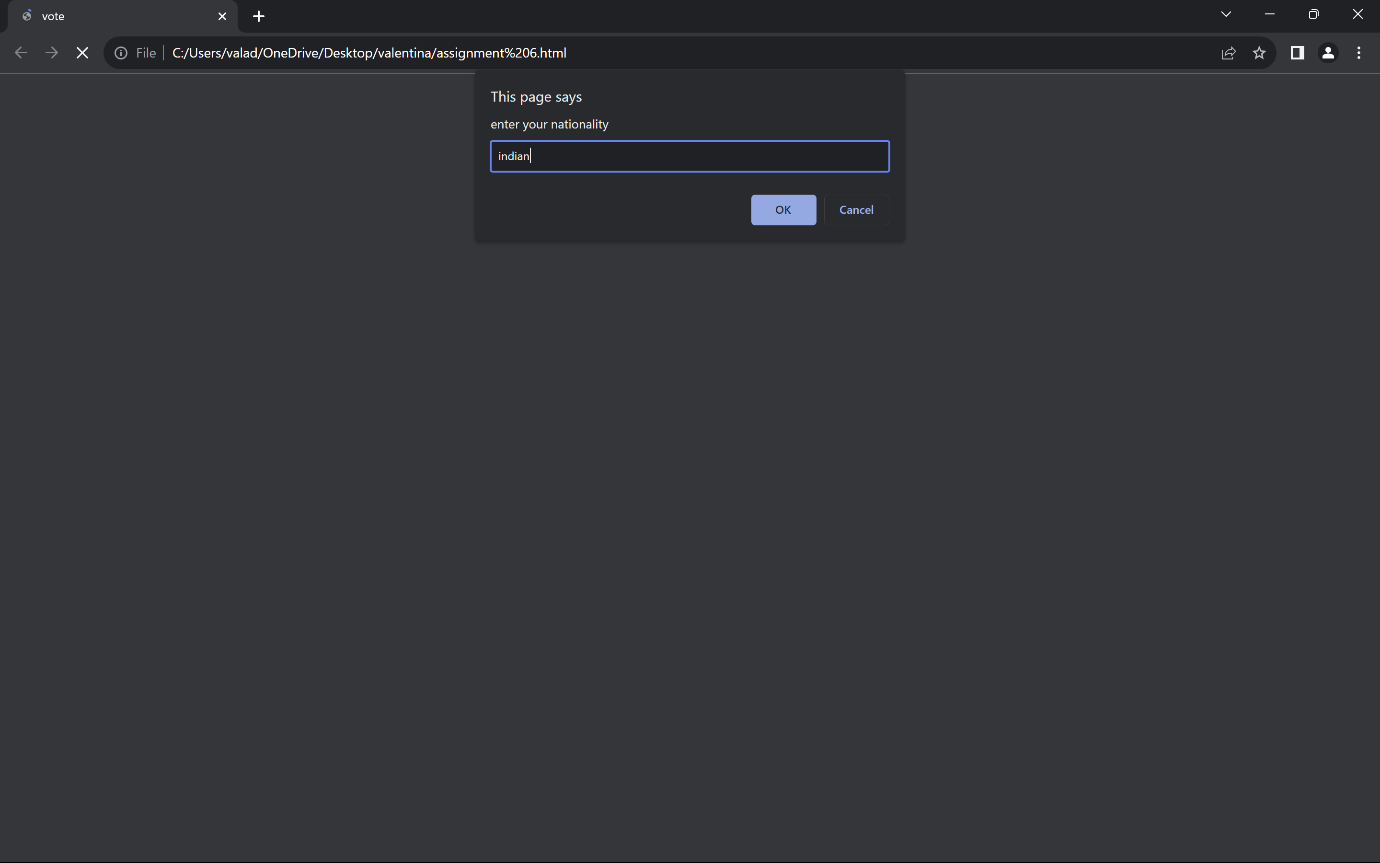 vote
File C:/Users/valad/OneDrive/Desktop/valentina/assignment%206.html
This page says
enter your nationality
indian
OK Cancel